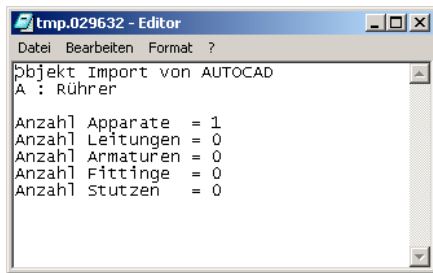 tmp.029632 - Editor
Datei Bearbeiten Format ?
Objekt Import von AUTOCAD
A : Rührer
Anzahl Apparate = 1
Anzahl Leitungen = 0
Anzahl Armaturen = 0
Anzahl Fittinge = 0
Anzahl Stutzen = 0